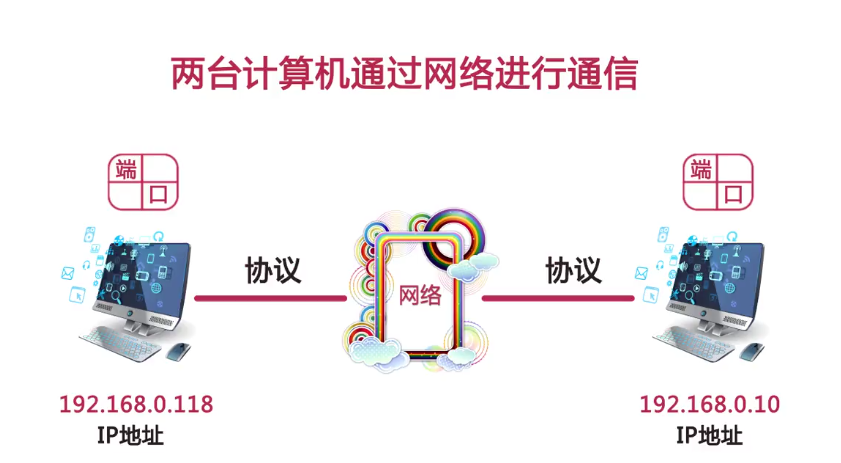 两台计算机通过网络进行通信
端
口
端
口
协议
网络
协议
192.168.0.118
IP地址
192.168.0.10
IP地址